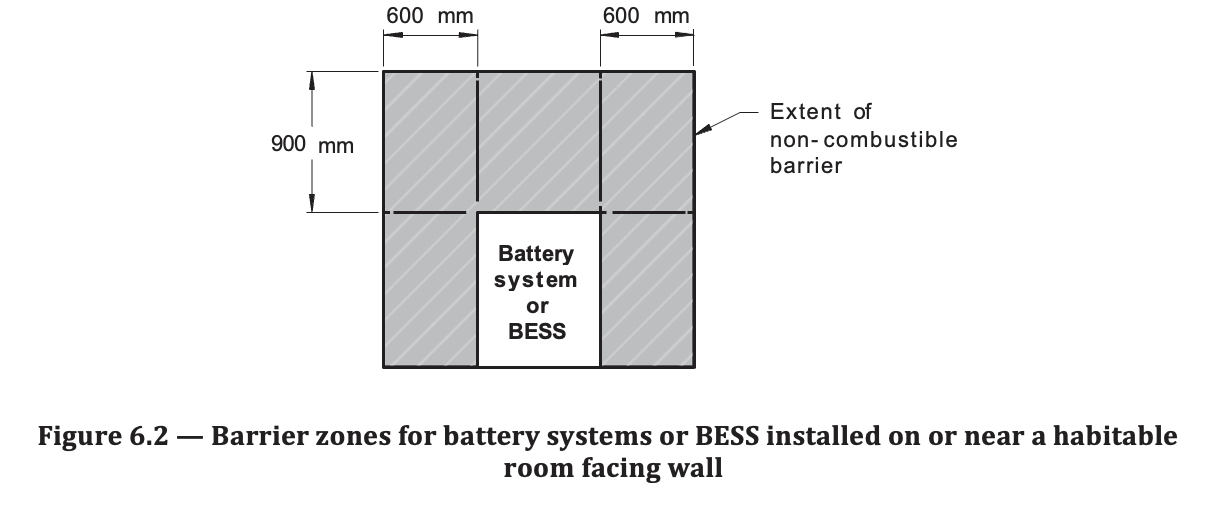 600 mm
600 mm
900 mm
Extent of
non-combustible
barrier
Battery
system
or
BESS
Figure 6.2 — Barrier zones for battery systems or BESS installed on or near a habitable
room facing wall